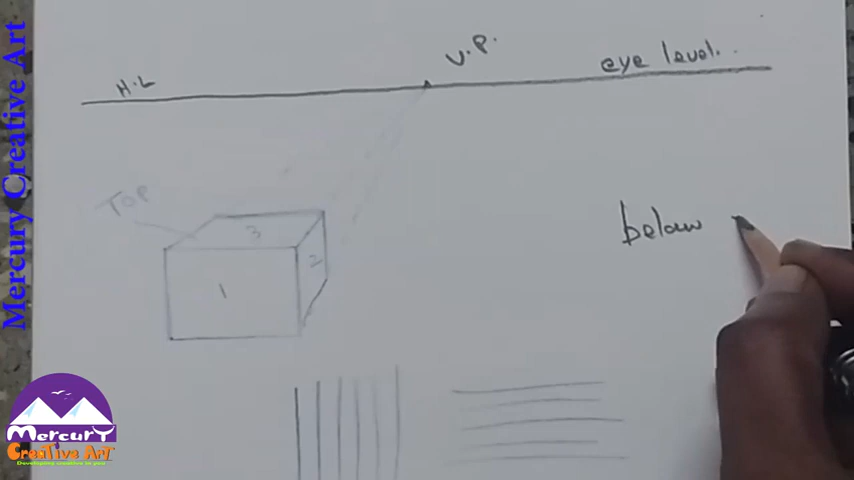 Mercury Creative Art
V.P.
eye level..
H.L
TOP
3
2
1
below
Mercury
Creative Art
Developing creative in you